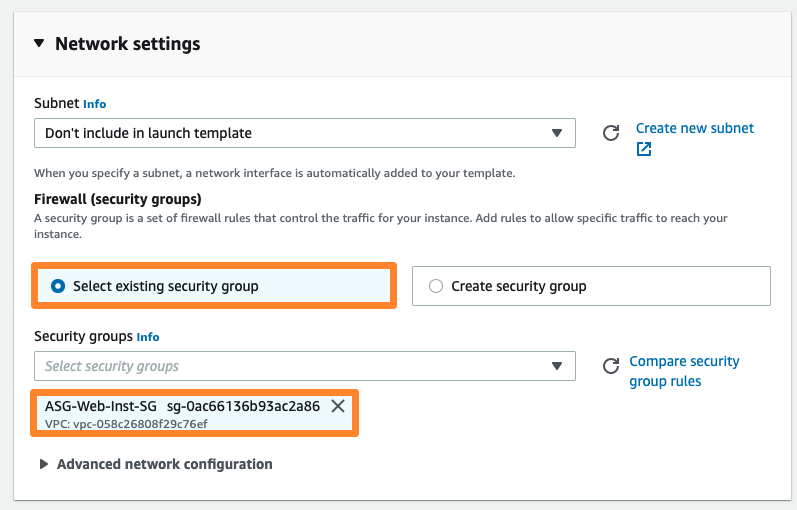 Network settings
Subnet Info
Don't include in launch template
Create new subnet
When you specify a subnet, a network interface is automatically added to your template.
Firewall (security groups)
A security group is a set of firewall rules that control the traffic for your instance. Add rules to allow specific traffic to reach your
instance.
Select existing security group
Create security group
Security groups Info
Select security groups
Compare security
group rules
ASG-Web-Inst-SG sg-0ac66136b93ac2a86
VPC: vpc-058c26808f29c76ef
Advanced network configuration